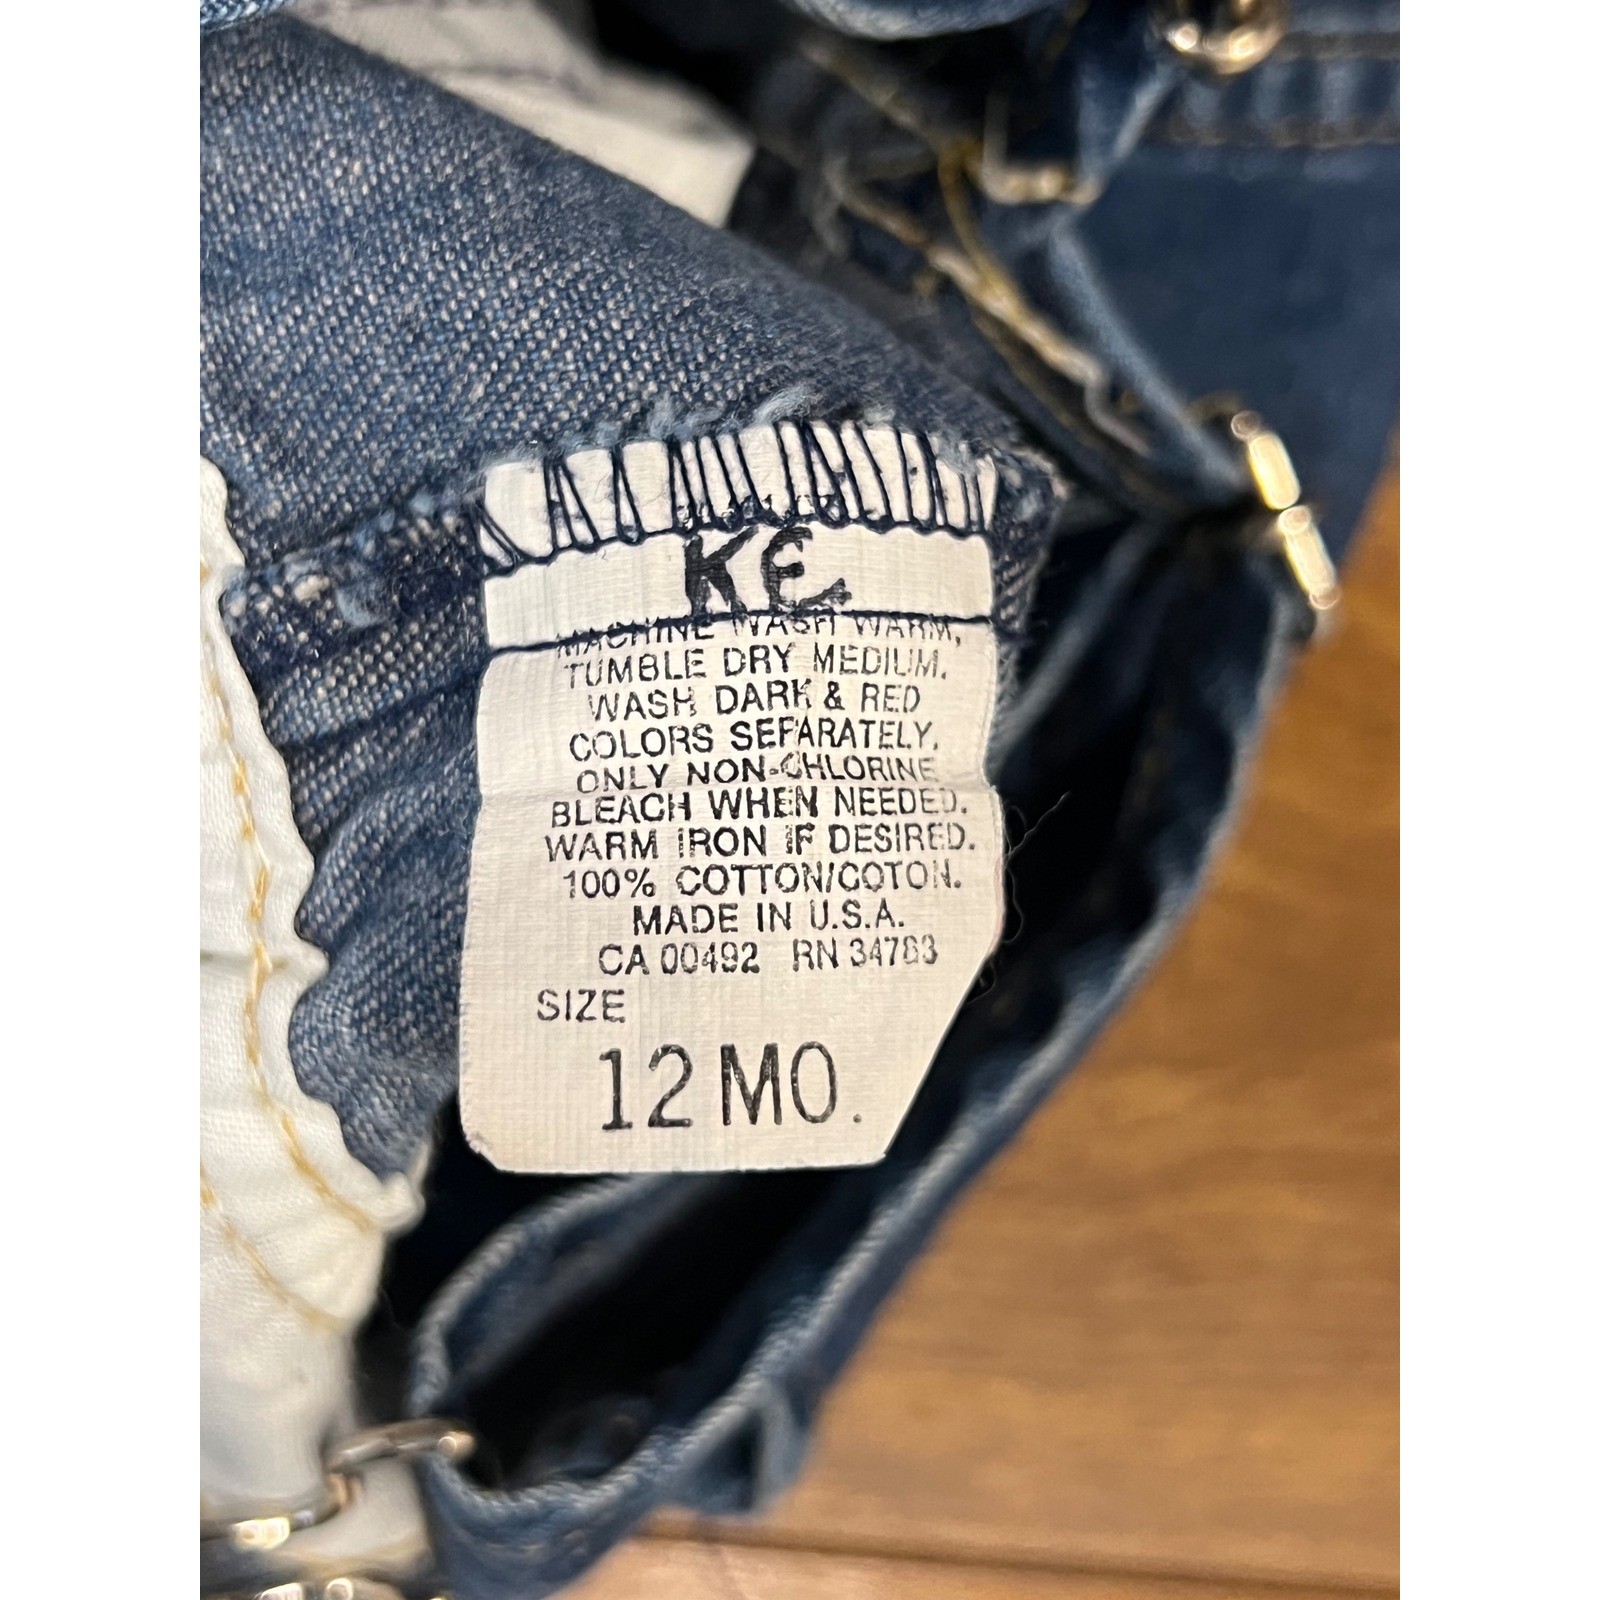 KE
MACHINE WASH WARM,
TUMBLE DRY MEDIUM.
WASH DARK & RED
COLORS SEPARATELY.
ONLY NON-CHLORINE
BLEACH WHEN NEEDED.
WARM IRON IF DESIRED.
100% COTTON/COTON.
MADE IN U.S.A.
CA 00492 RN 34783
SIZE
12 MO.